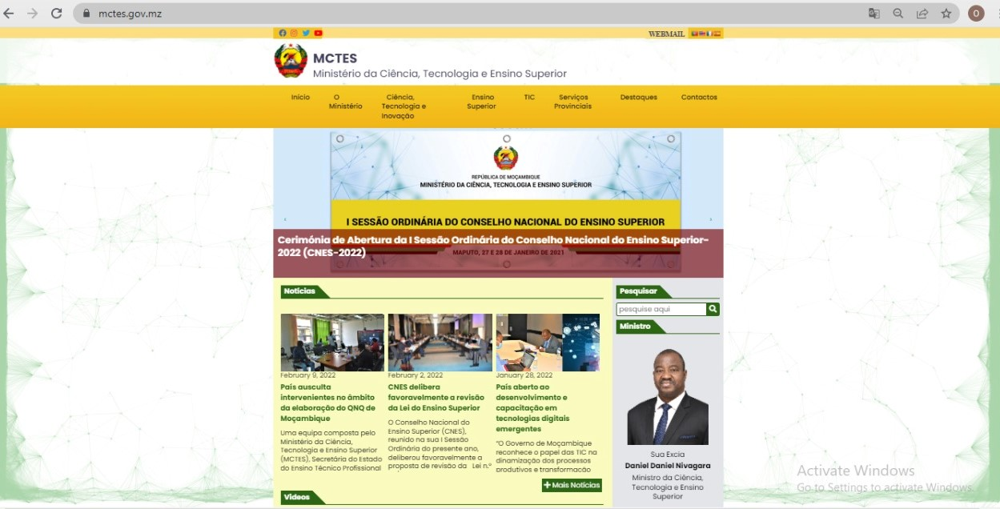 mctes.gov.mz
O
WEBMAIL
MCTES
Ministério da Ciência, Tecnologia e Ensino Superior
Início
O
Ministério
Ciência,
Tecnologia e
Inovação
Ensino
Superior
TIC
Serviços
Provinciais
Destaques
Contactos
REPÚBLICA DE MOÇAMBIQUE
MINISTÉRIO DA CIÊNCIA, TECNOLOGIA E ENSINO SUPERIOR
I SESSÃO ORDINÁRIA DO CONSELHO NACIONAL DO ENSINO SUPERIOR
Cerimónia de Abertura da I Sessão Ordinária do Conselho Nacional do Ensino Superior-
2022 (CNES-2022)
MAPUTO, 27 E 28 DE JANEIRO DE 2021
Notícias
February 9, 2022
País ausculta
intervenientes no âmbito
da elaboração do QNQ de
Moçambique
Uma equipa composta pelo
Ministério da Ciência,
Tecnologia e Ensino Superior
(MCTES), Secretária do Estado
do Ensino Técnico Profissional
February 2, 2022
CNES delibera
favoravelmente a revisão
da Lei do Ensino Superior
O Conselho Nacional do
Ensino Superior (CNES),
reunido na sua I Sessão
Ordinária do presente ano,
deliberou favoravelmente a
proposta de revisão da Lei n.º
January 28, 2022
País aberto ao
desenvolvimento e
capacitação em
tecnologias digitais
emergentes
"O Governo de Moçambique
reconhece o papel das TIC na
dinamização dos processos
produtivos e transformação
+ Mais Notícias
Videos
Pesquisar
pesquise aqui
Ministro
Sua Excia
Daniel Daniel Nivagara
Ministro da Ciência,
Tecnologia e Ensino
Superior
Activate Windows
Go to Settings to activate Windows.